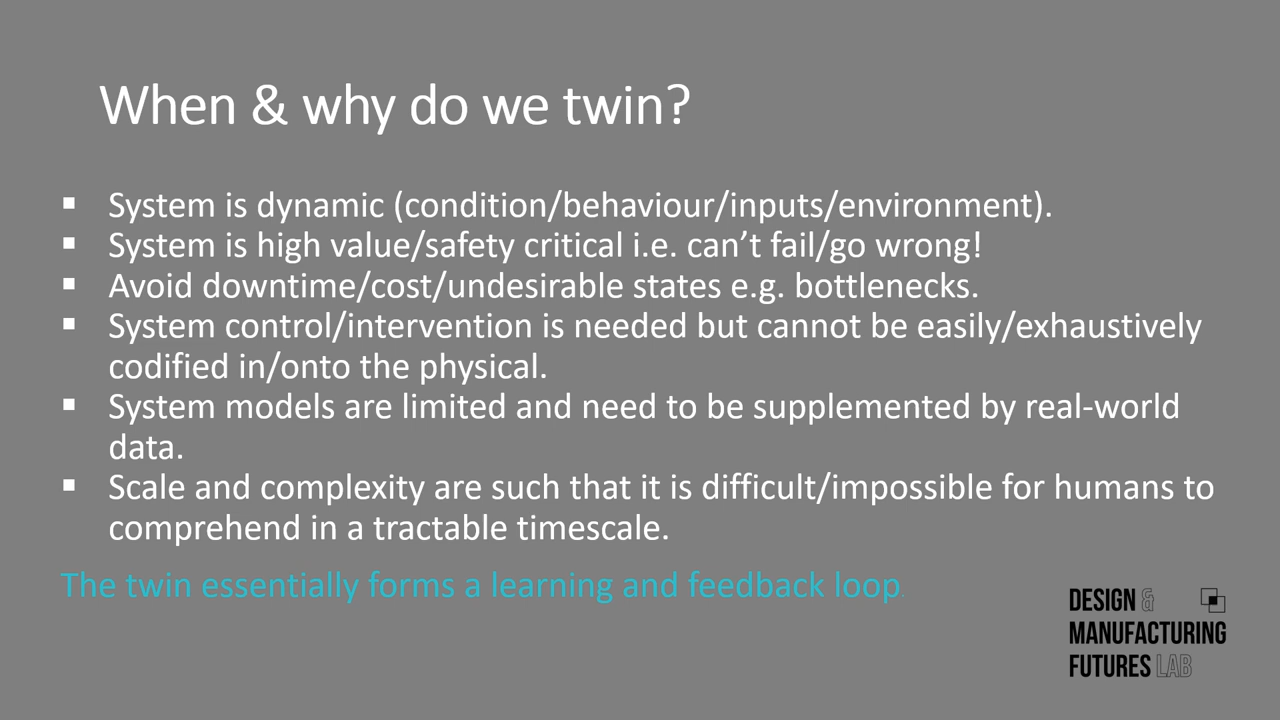 When & why do we twin?
▪ System is dynamic (condition/behaviour/inputs/environment).
▪ System is high value/safety critical i.e. can’t fail/go wrong!
▪ Avoid downtime/cost/undesirable states e.g. bottlenecks.
▪ System control/intervention is needed but cannot be easily/exhaustively
codified in/onto the physical.
▪ System models are limited and need to be supplemented by real-world
data.
▪ Scale and complexity are such that it is difficult/impossible for humans to
comprehend in a tractable timescale.
The twin essentially forms a learning and feedback loop.
DESIGN &
MANUFACTURING
FUTURES LAB